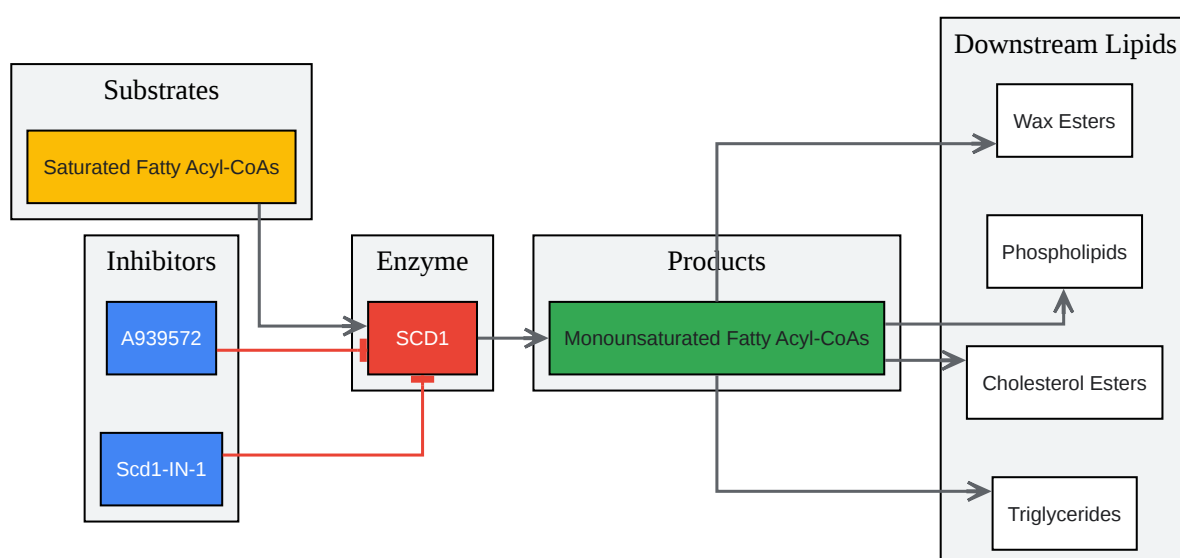 Substrates
Saturated Fatty Acyl-CoAs
Inhibitors
A939572
Scd1-IN-1
Enzyme
SCD1
Products
Monounsaturated Fatty Acyl-CoAs
Downstream Lipids
Wax Esters
Phospholipids
Cholesterol Esters
Triglycerides